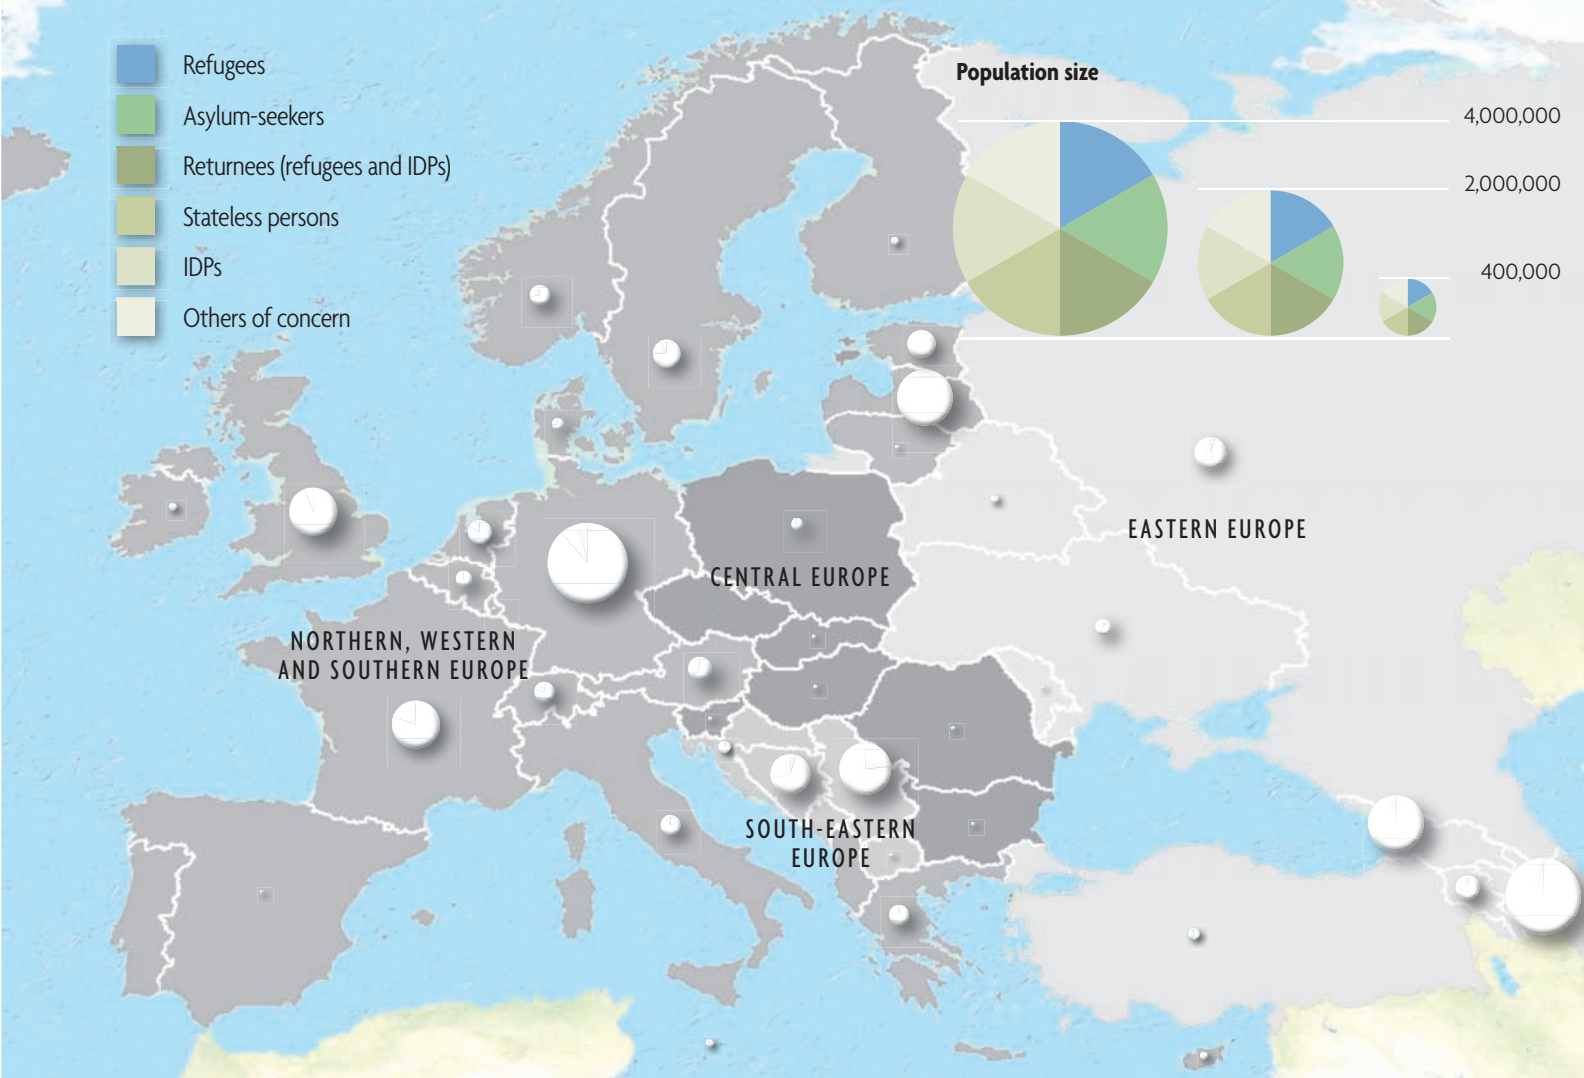 Refugees
Asylum-seekers
Returnees (refugees and IDPs)
Stateless persons
IDPs
Others of concern
Population size
4,000,000
2,000,000
400,000
EASTERN EUROPE
CENTRAL EUROPE
NORTHERN, WESTERN
AND SOUTHERN EUROPE
SOUTH-EASTERN
EUROPE